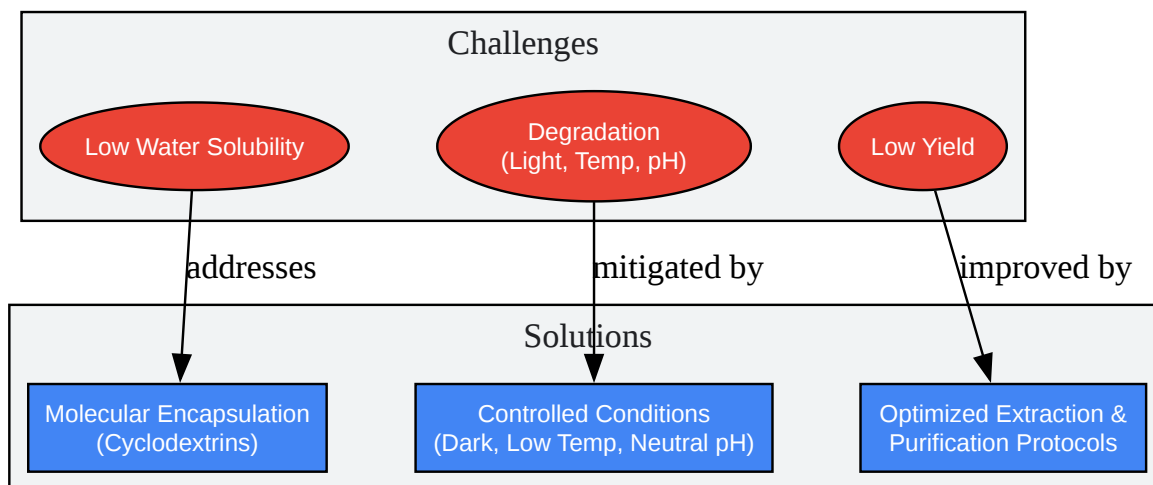 Challenges
Low Water Solubility
Degradation
(Light, Temp, pH)
Low Yield
addresses
mitigated by
improved by
Solutions
Molecular Encapsulation
(Cyclodextrins)
Controlled Conditions
(Dark, Low Temp, Neutral pH)
Optimized Extraction &
Purification Protocols